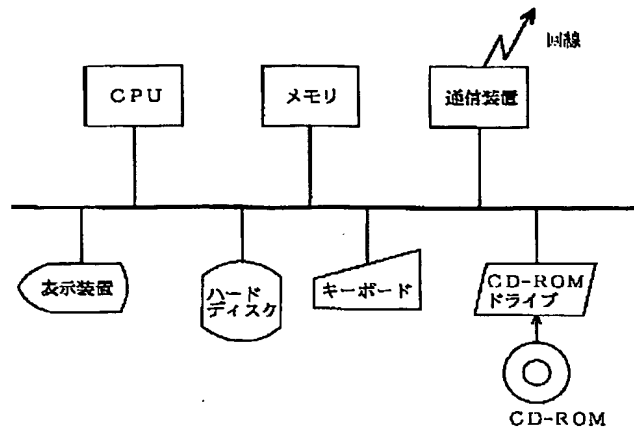 回線
CPU
メモリ
通信装置
表示装置
ハード
ディスケ
キーボード
CD-ROM
ドライブ
CD-ROM